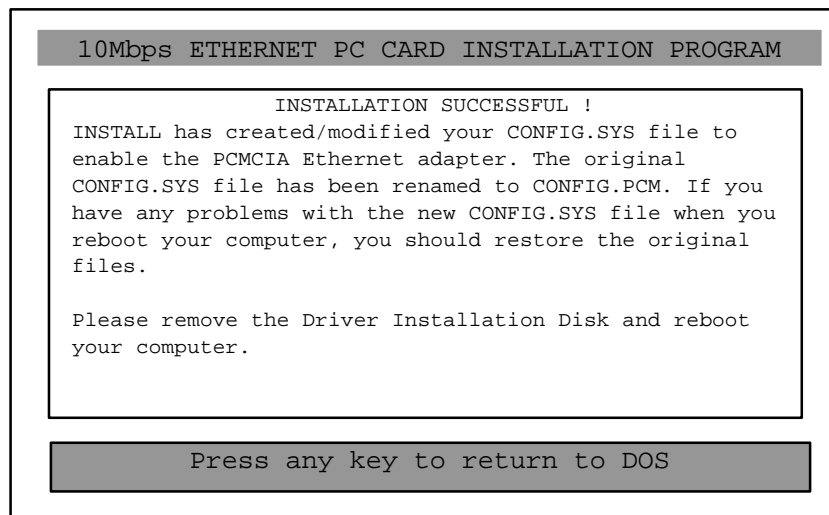 10Mbps ETHERNET PC CARD INSTALLATION PROGRAM
INSTALLATION SUCCESSFUL !
INSTALL has created/modified your CONFIG.SYS file to
enable the PCMCIA Ethernet adapter. The original
CONFIG.SYS file has been renamed to CONFIG.PCM. If you
have any problems with the new CONFIG.SYS file when you
reboot your computer, you should restore the original
files.
Please remove the Driver Installation Disk and reboot
your computer.
Press any key to return to DOS